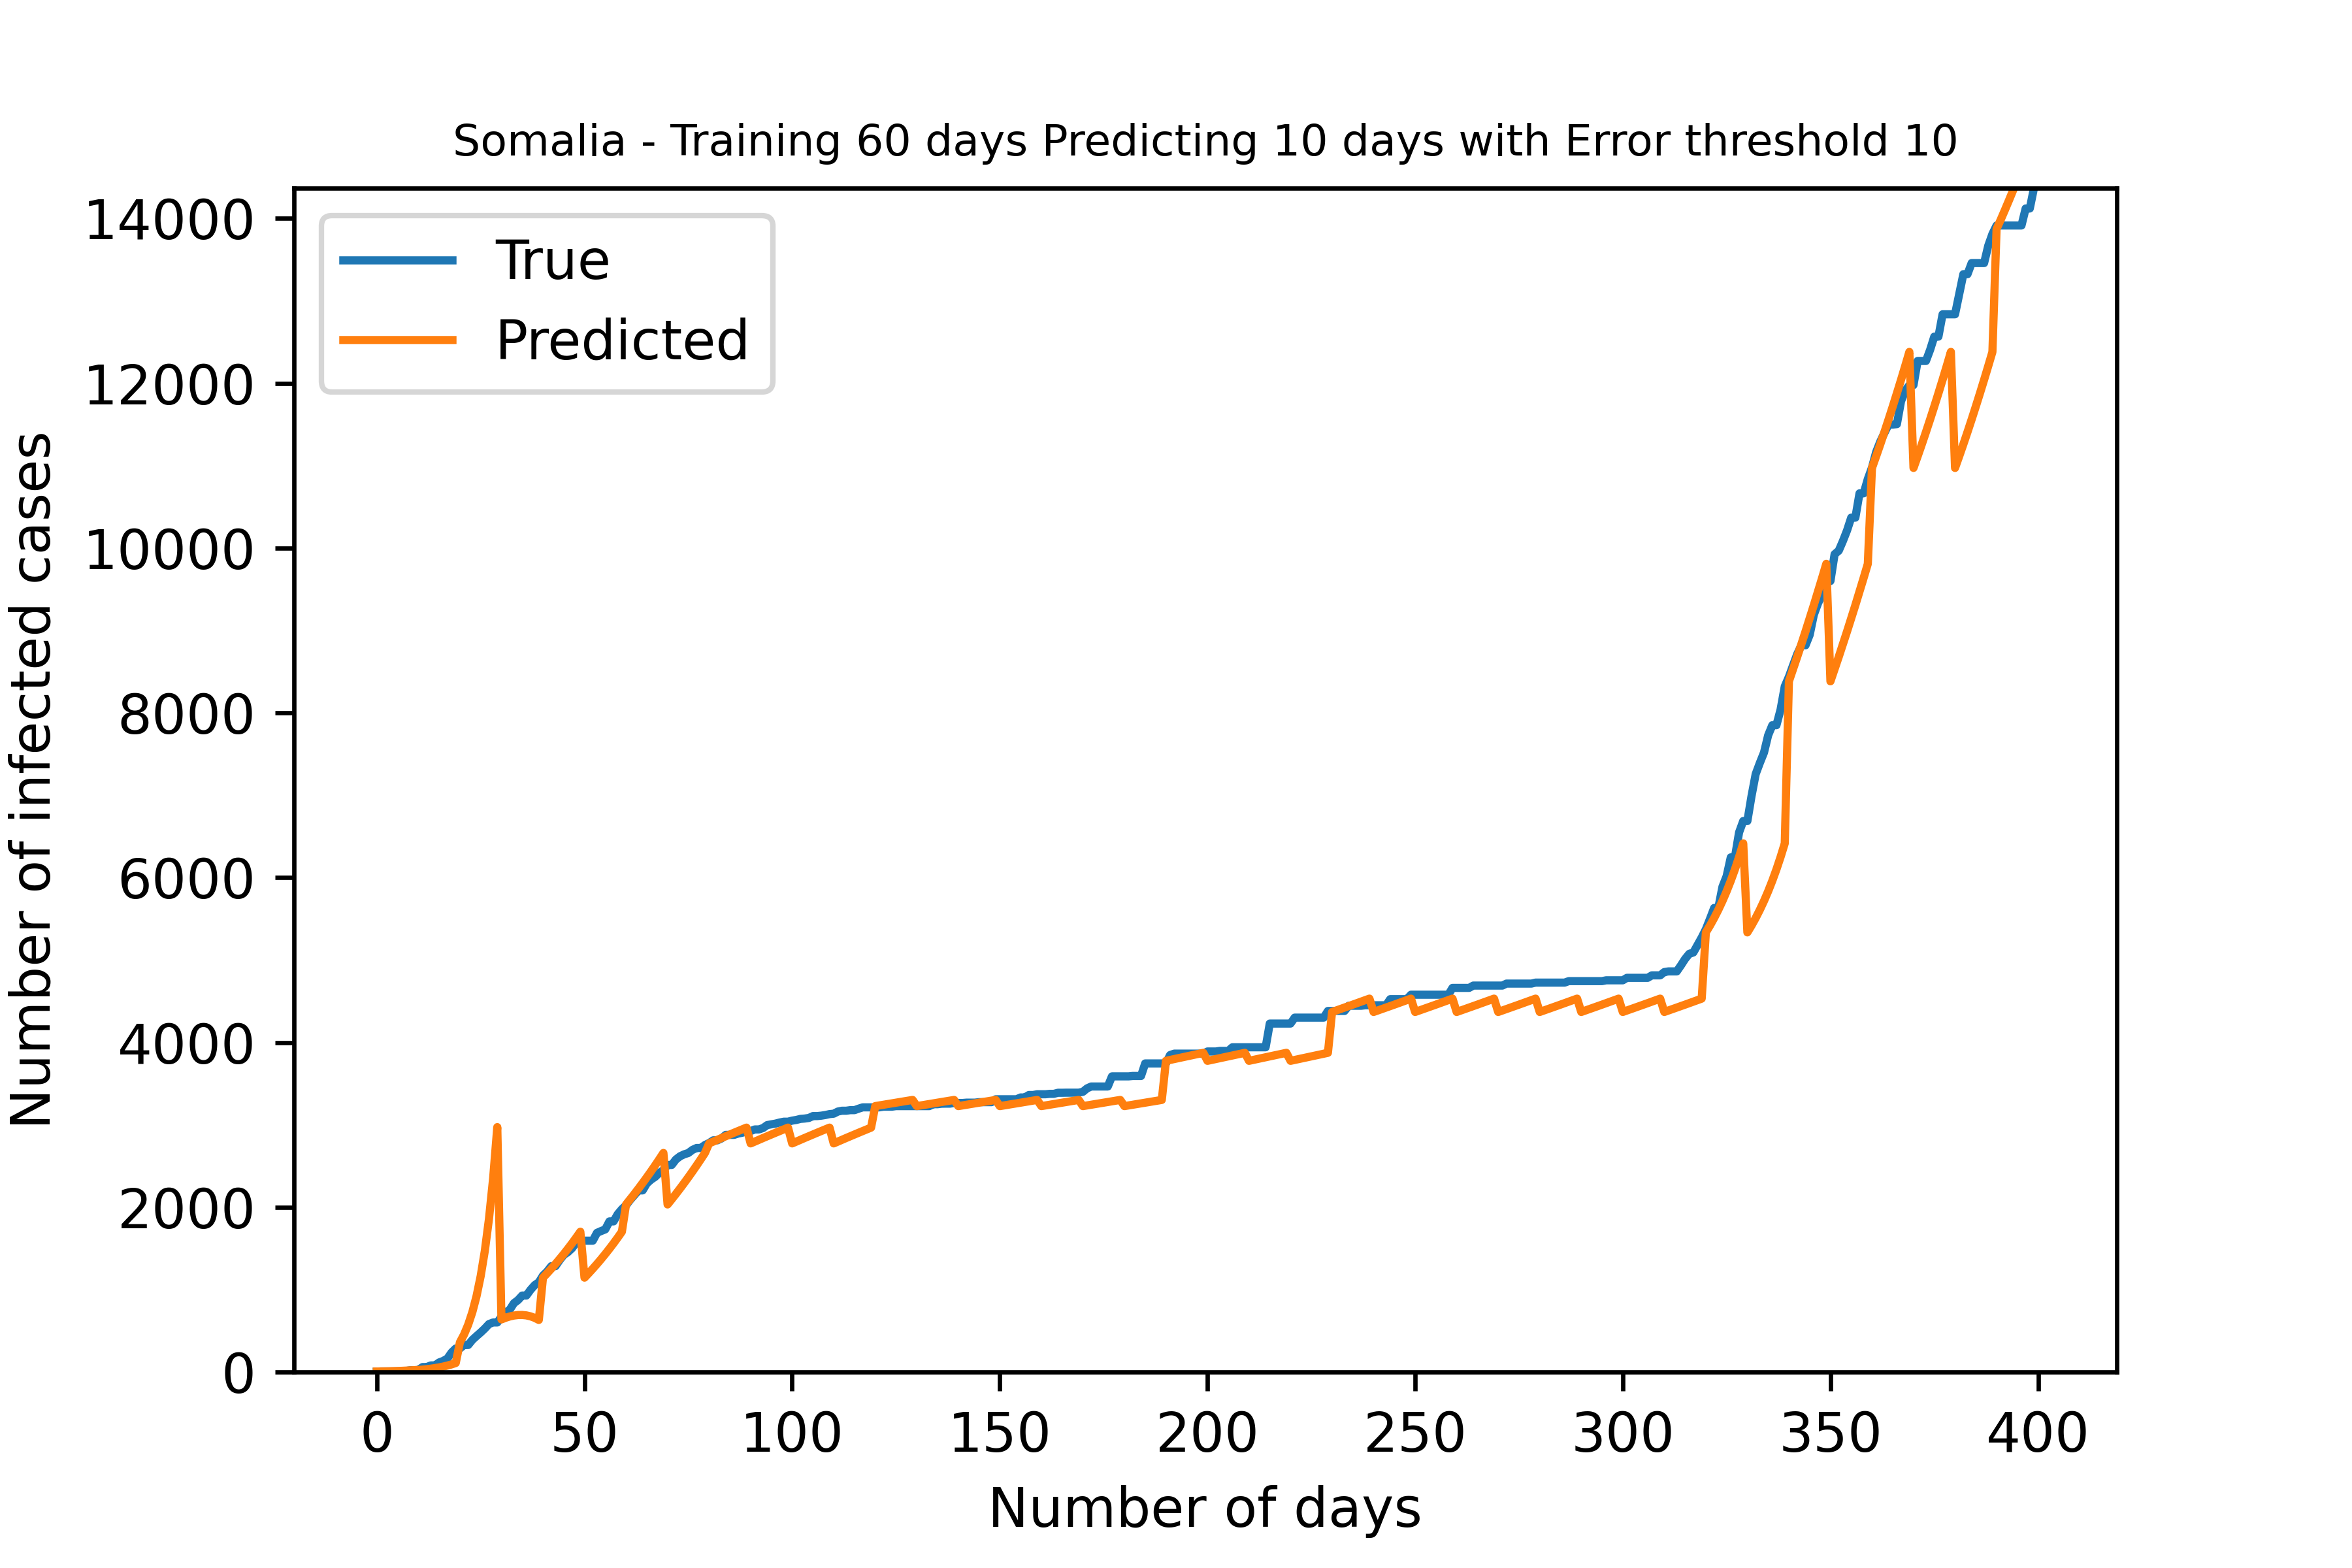 Somalia - Training 60 days Predicting 10 days with Error threshold 10
True
Predicted
14000
12000
10000
8000
6000
4000
2000
0
Number of infected cases
0 50 100 150 200 250 300 350 400
Number of days